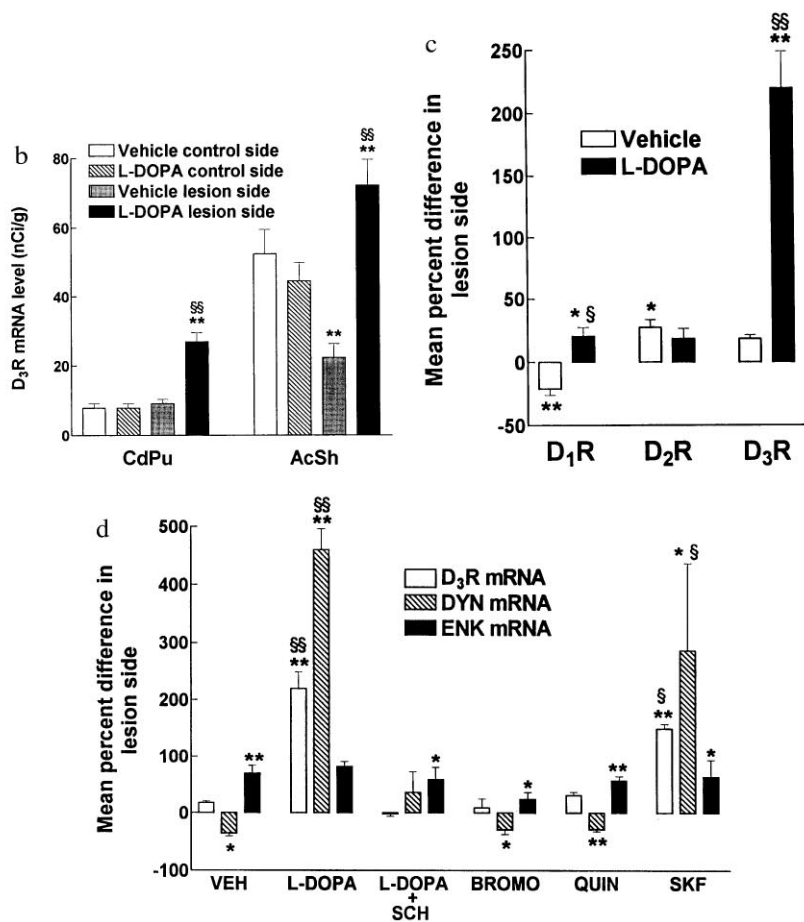 b
Vehicle control side
L-DOPA control side
Vehicle lesion side
L-DOPA lesion side
D₃R mRNA level (nCi/g)
80
60
40
20
0
§§
**
**
§§
**
CdPu
AcSh
c
Mean percent difference in
lesion side
250
200
150
100
50
25
0
-50
Vehicle
L-DOPA
**
* §
*
§§
**
D₁R
D₂R
D₃R
d
Mean percent difference in
lesion side
500
400
300
200
100
0
-100
D₃R mRNA
DYN mRNA
ENK mRNA
*
**
§§
**
§§
**
*
*
*
**
**
§
**
* §
*
VEH
L-DOPA
L-DOPA
+
SCH
BROMO
QUIN
SKF